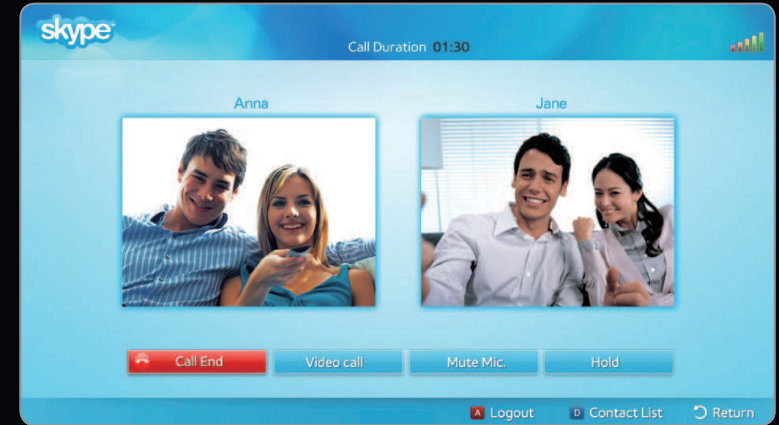 skype
Call Duration 01:30
Anna
Jane
Call End
Video call
Mute Mic.
Hold
A Logout
D Contact List
Return